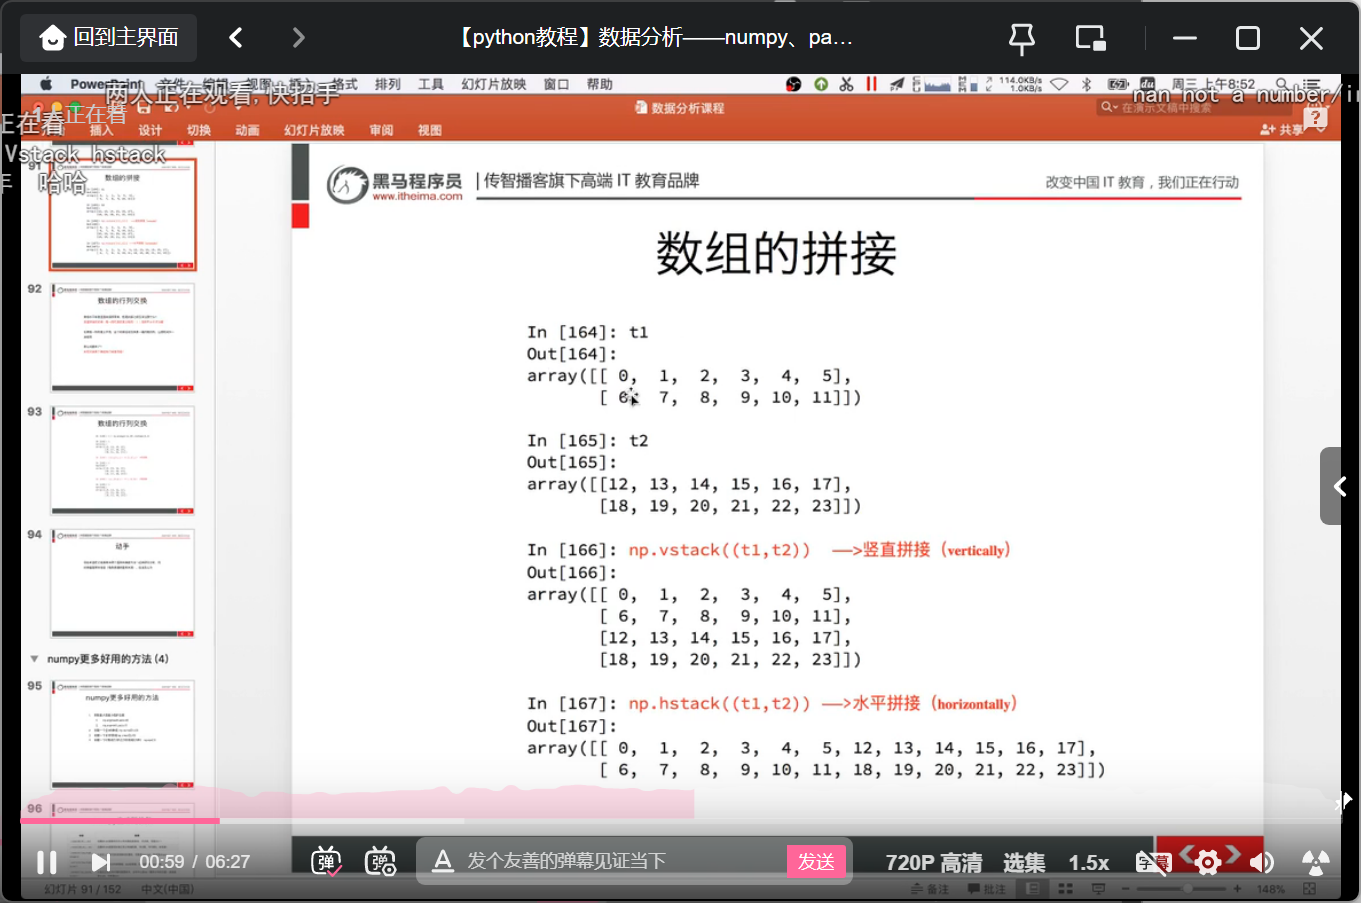 回到主界面
【python教程】数据分析——numpy、pa…
PowerPoint 文件 编辑 视图 插入 格式 排列 工具 幻灯片放映 窗口 帮助
114.0KB/s
1.0KB/s
周三 上午8:52
两人正在观看, 快招手
nan not a number/i
正在看
正在看
数据分析课程
在演示文稿中搜索
插入 设计 切换 动画 幻灯片放映 审阅 视图
共享
Vstack hstack
哈哈
91
数组的拼接
92
数组的行列交换
93
数组的行列交换
94
动手
numpy更多好用的方法 (4)
95
numpy更多好用的方法
96
黑马程序员
www.itheima.com
传智播客旗下高端 IT 教育品牌
改变中国 IT 教育，我们正在行动
数组的拼接
In [164]: t1
Out[164]:
array([[ 0, 1, 2, 3, 4, 5],
[ 6, 7, 8, 9, 10, 11]])
In [165]: t2
Out[165]:
array([[12, 13, 14, 15, 16, 17],
[18, 19, 20, 21, 22, 23]])
In [166]: np.vstack((t1,t2)) —>竖直拼接（vertically）
Out[166]:
array([[ 0, 1, 2, 3, 4, 5],
[ 6, 7, 8, 9, 10, 11],
[12, 13, 14, 15, 16, 17],
[18, 19, 20, 21, 22, 23]])
In [167]: np.hstack((t1,t2)) —>水平拼接（horizontally）
Out[167]:
array([[ 0, 1, 2, 3, 4, 5, 12, 13, 14, 15, 16, 17],
[ 6, 7, 8, 9, 10, 11, 18, 19, 20, 21, 22, 23]])
00:59 / 06:27
弹
弹
发个友善的弹幕见证当下
发送
720P 高清
选集
1.5x
字幕
幻灯片 91 / 152 中文(中国)
备注 批注
148%